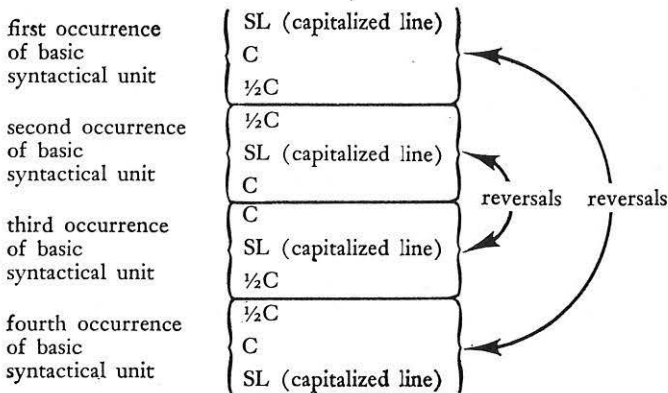 first occurrence
of basic
syntactical unit
SL (capitalized line)
C
½C
second occurrence
of basic
syntactical unit
½C
SL (capitalized line)
C
third occurrence
of basic
syntactical unit
C
SL (capitalized line)
½C
fourth occurrence
of basic
syntactical unit
½C
C
SL (capitalized line)
reversals reversals